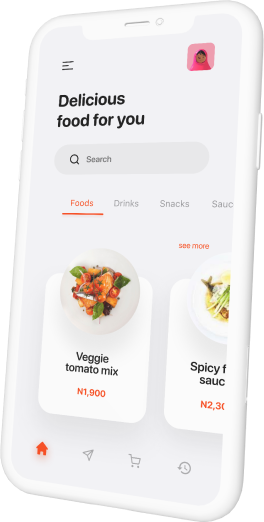 Delicious
food for you
Search
Foods Drinks Snacks Sauc
see more
Veggie
tomato mix
N1,900
Spicy f
sauc
N2,3